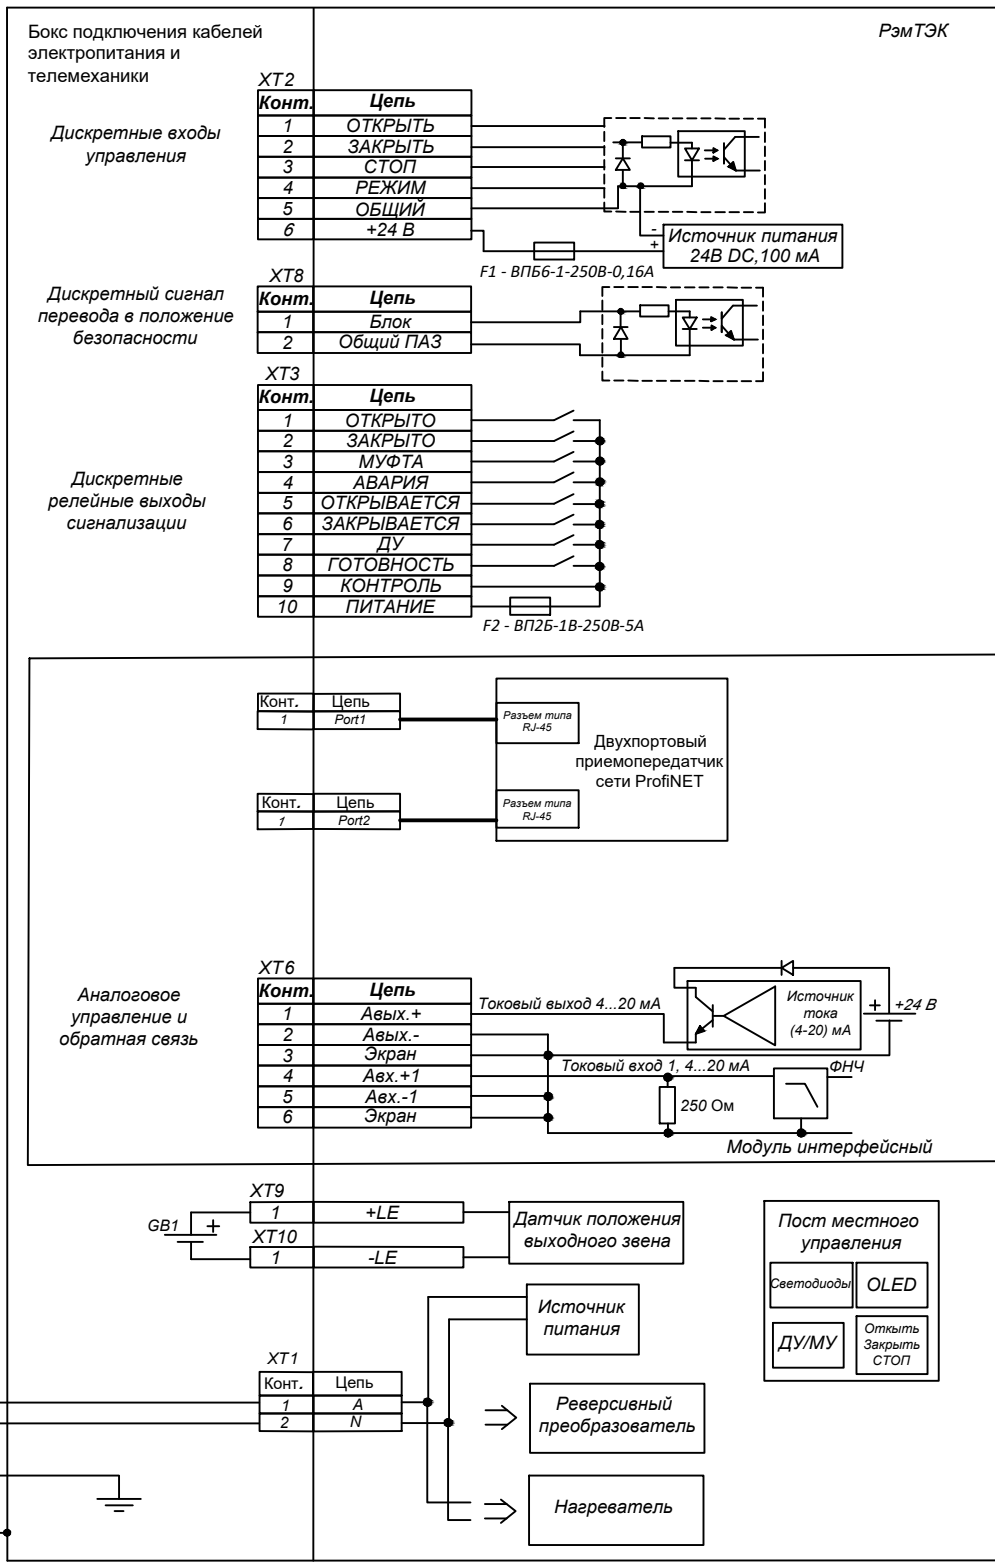 Бокс подключения кабелей
электропитания и
телемеханики
РэмТЭК
Дискретные входы
управления
XT2
Конт. Цепь
1 ОТКРЫТЬ
2 ЗАКРЫТЬ
3 СТОП
4 РЕЖИМ
5 ОБЩИЙ
6 +24 В
-
+
Источник питания
24В DC,100 мА
F1 - ВПБ6-1-250В-0,16А
Дискретный сигнал
перевода в положение
безопасности
XT8
Конт. Цепь
1 Блок
2 Общий ПАЗ
Дискретные
релейные выходы
сигнализации
XT3
Конт. Цепь
1 ОТКРЫТО
2 ЗАКРЫТО
3 МУФТА
4 АВАРИЯ
5 ОТКРЫВАЕТСЯ
6 ЗАКРЫВАЕТСЯ
7 ДУ
8 ГОТОВНОСТЬ
9 КОНТРОЛЬ
10 ПИТАНИЕ
F2 - ВП2Б-1В-250В-5А
Конт. Цепь
1 Port1
Разъем типа
RJ-45
Двухпортовый
приемопередатчик
сети ProfiNET
Конт. Цепь
1 Port2
Разъем типа
RJ-45
Аналоговое
управление и
обратная связь
XT6
Конт. Цепь
1 Авых.+
2 Авых.-
3 Экран
4 Авх.+1
5 Авх.-1
6 Экран
Токовый выход 4...20 мА
Источник
тока
(4-20) мА
+
+24 В
Токовый вход 1, 4...20 мА
ФНЧ
250 Ом
Модуль интерфейсный
GB1
+
XT9
1 +LE
XT10
1 -LE
Датчик положения
выходного звена
Пост местного
управления
Светодиоды
OLED
ДУ/МУ
Откыть
Закрыть
СТОП
Источник
питания
XT1
Конт. Цепь
1 A
2 N
Реверсивный
преобразователь
Нагреватель